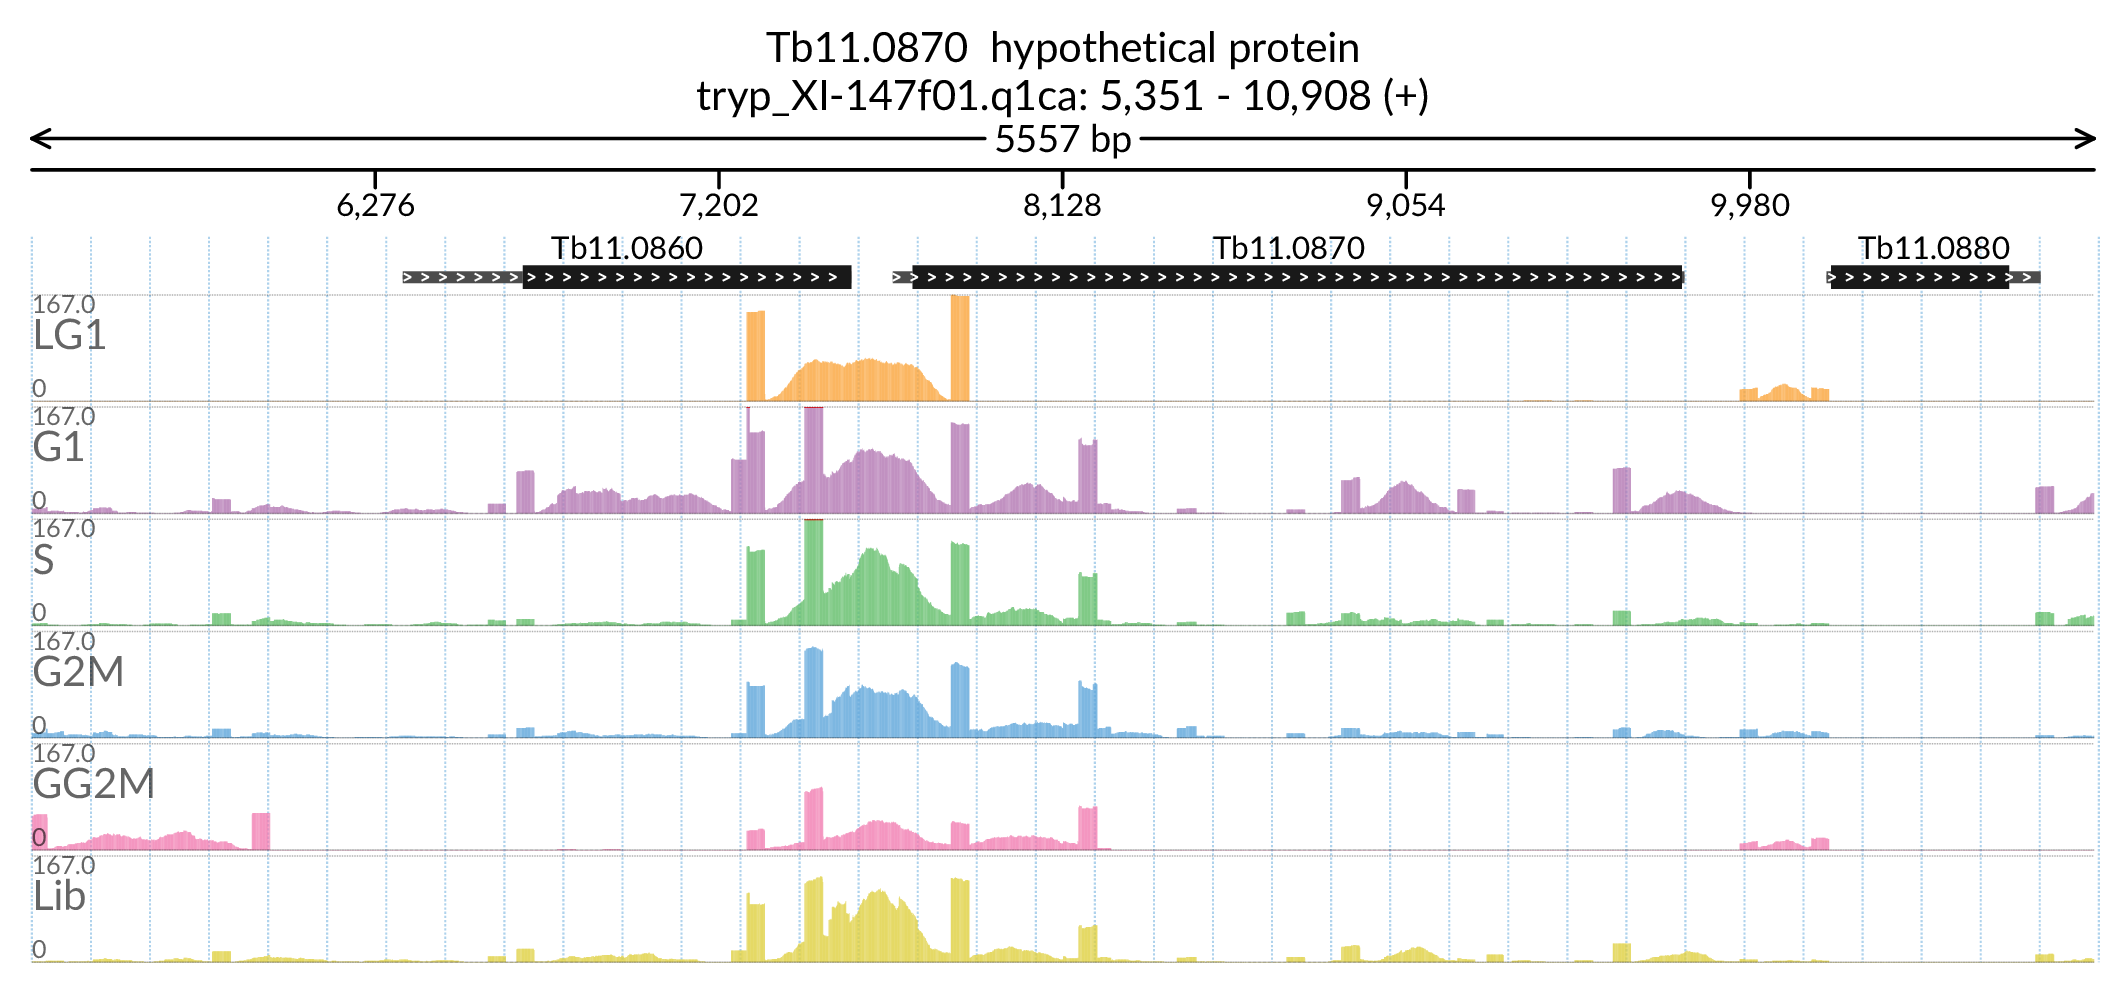 Tb11.0870 hypothetical protein
tryp_XI-147f01.q1ca: 5,351 - 10,908 (+)
5557 bp
6,276 7,202 8,128 9,054 9,980
Tb11.0860 Tb11.0870 Tb11.0880
167.0
LG1
0
167.0
G1
0
167.0
S
0
167.0
G2M
0
167.0
GG2M
0
167.0
Lib
0